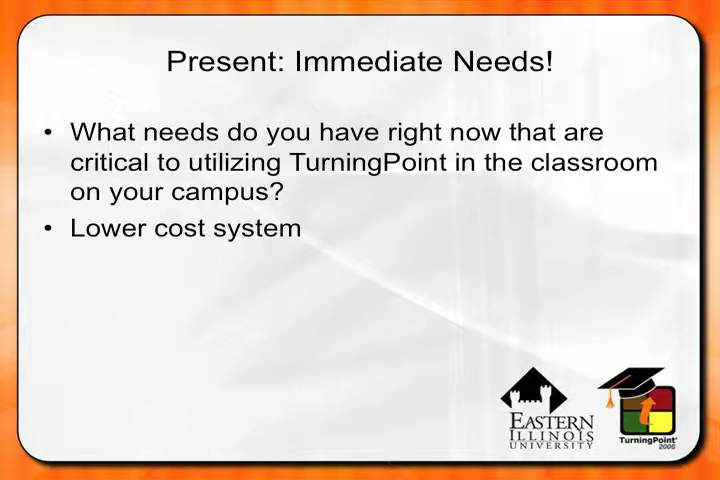 Present: Immediate Needs!
• What needs do you have right now that are
critical to utilizing TurningPoint in the classroom
on your campus?
• Lower cost system
EASTERN
ILLINOIS
UNIVERSITY
TurningPoint
2006